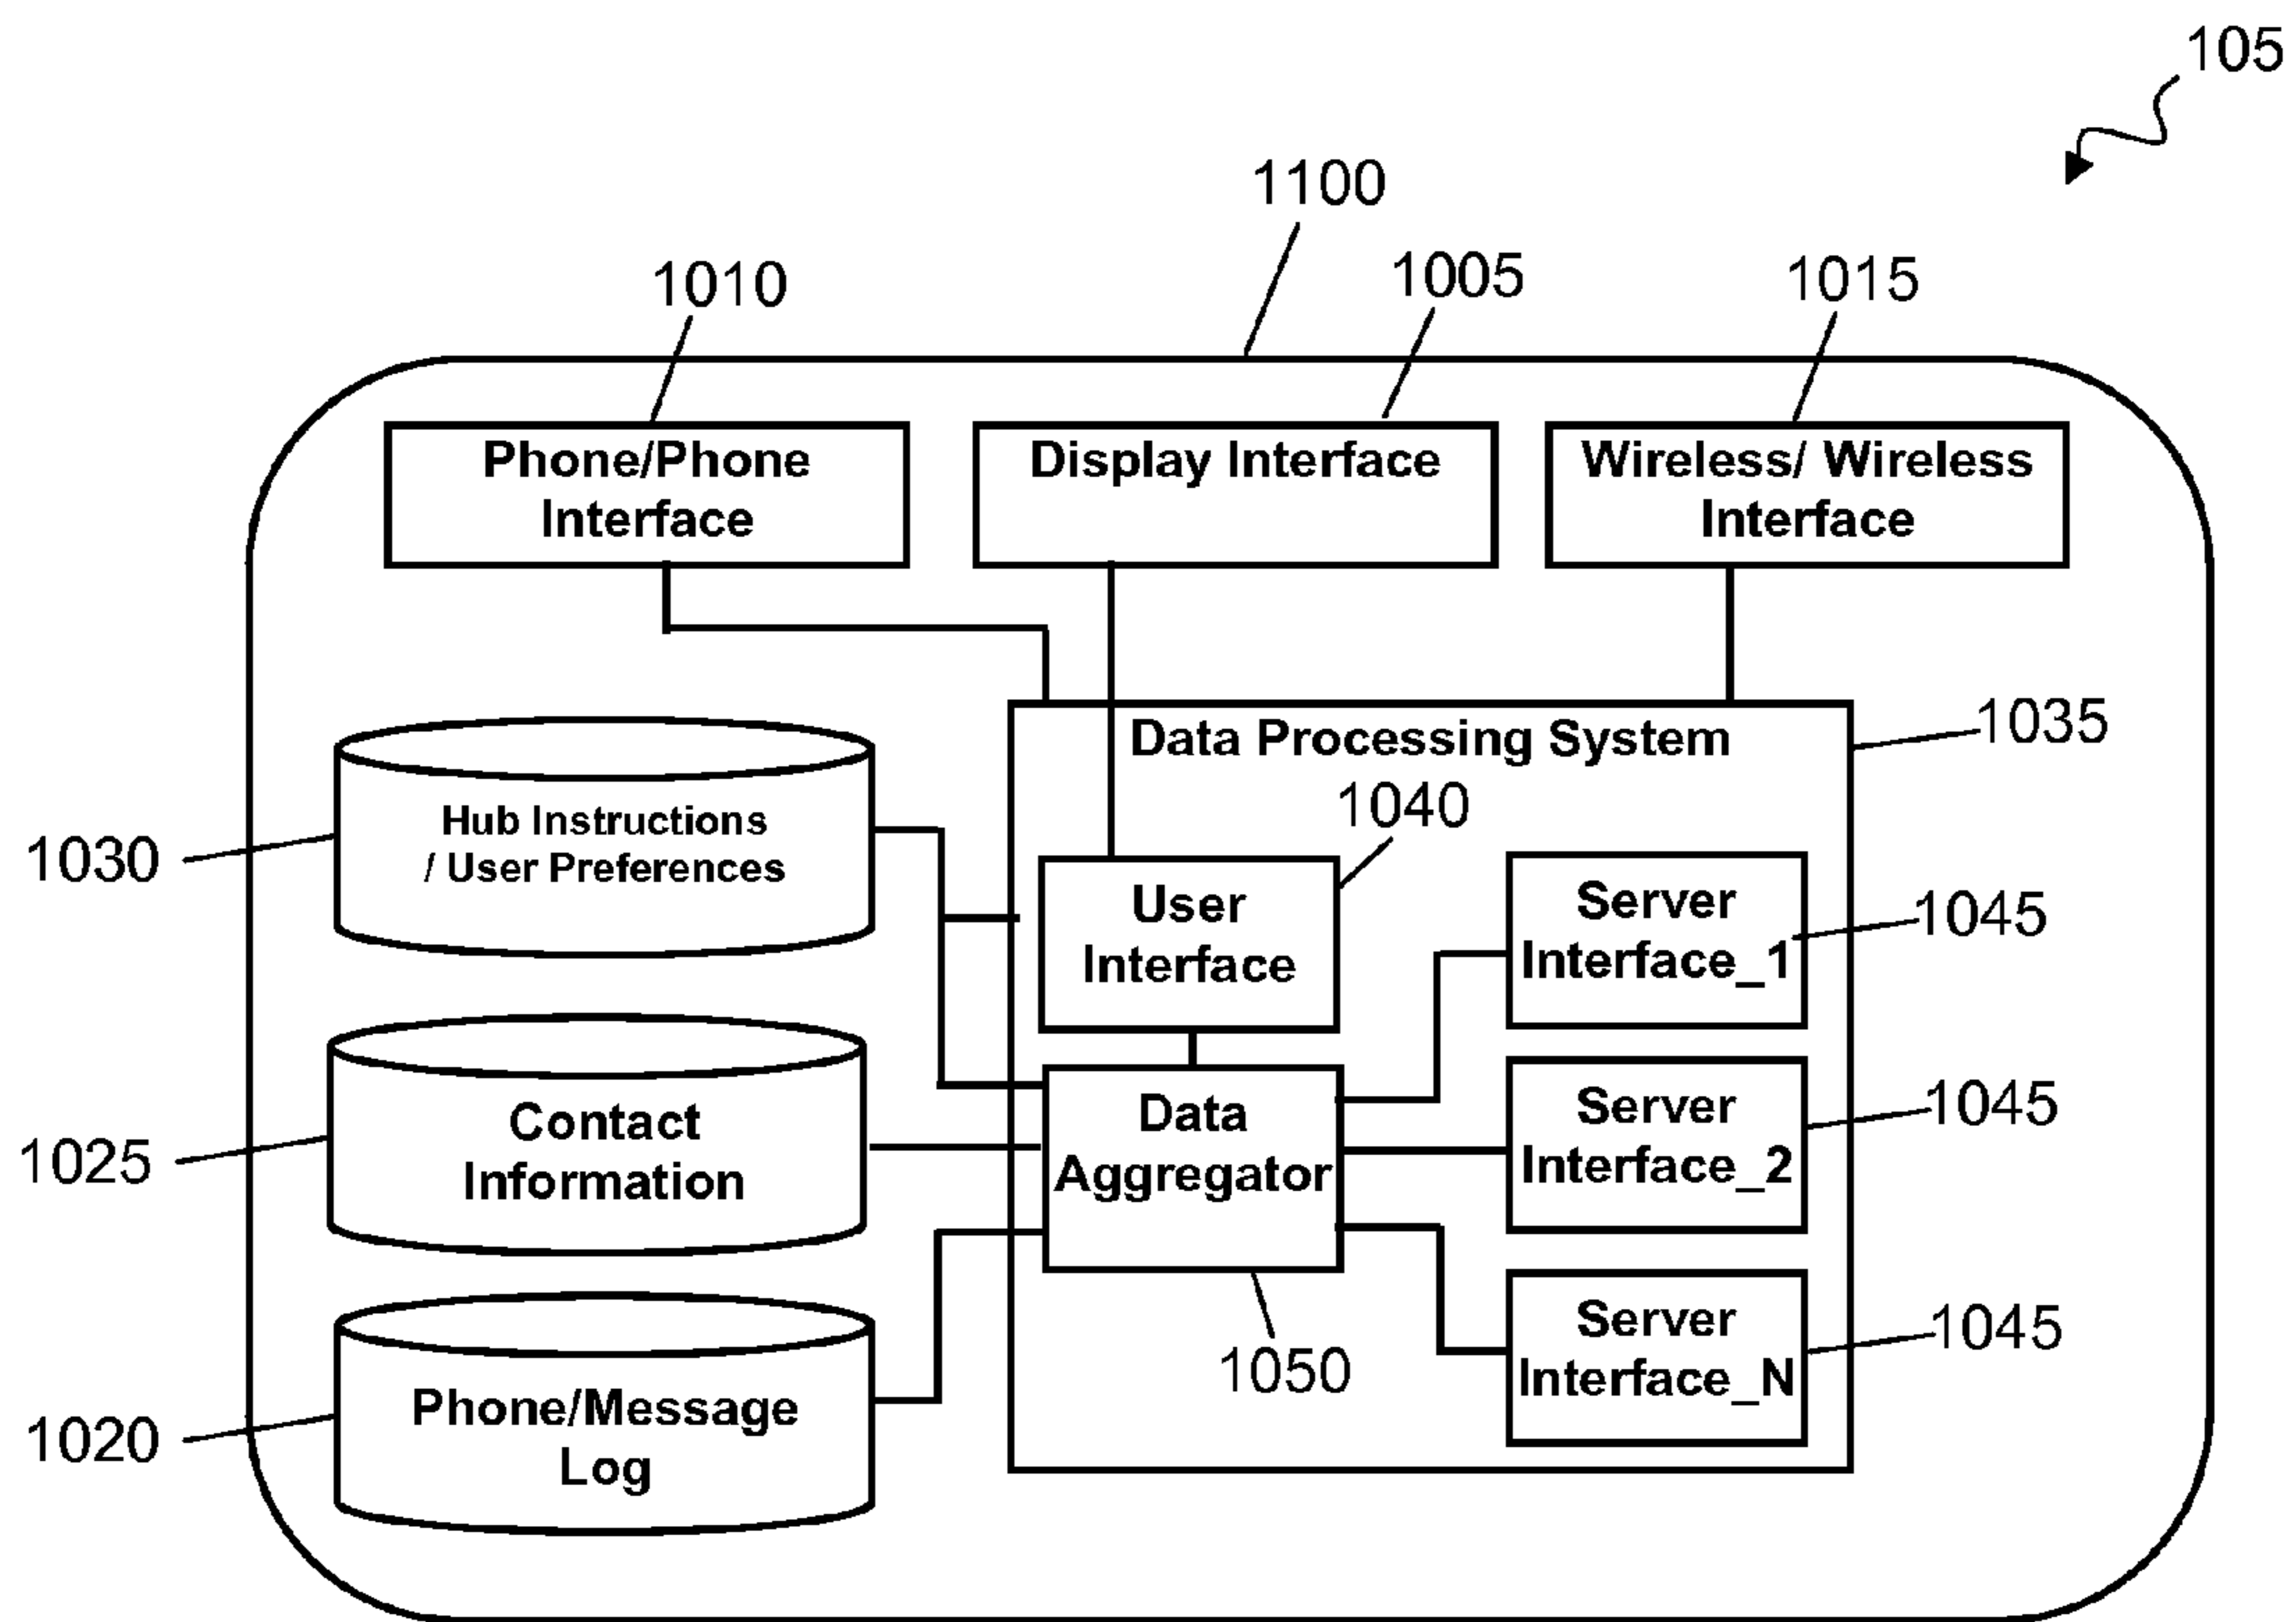 105
1100
1010
1005
1015
Phone/Phone
Interface
Display Interface
Wireless/ Wireless
Interface
Data Processing System
1035
1040
Hub Instructions
/ User Preferences
1030
User
Interface
Server
Interface_1
1045
Contact
Information
1025
Data
Aggregator
Server
Interface_2
1045
Phone/Message
Log
1020
1050
Server
Interface_N
1045